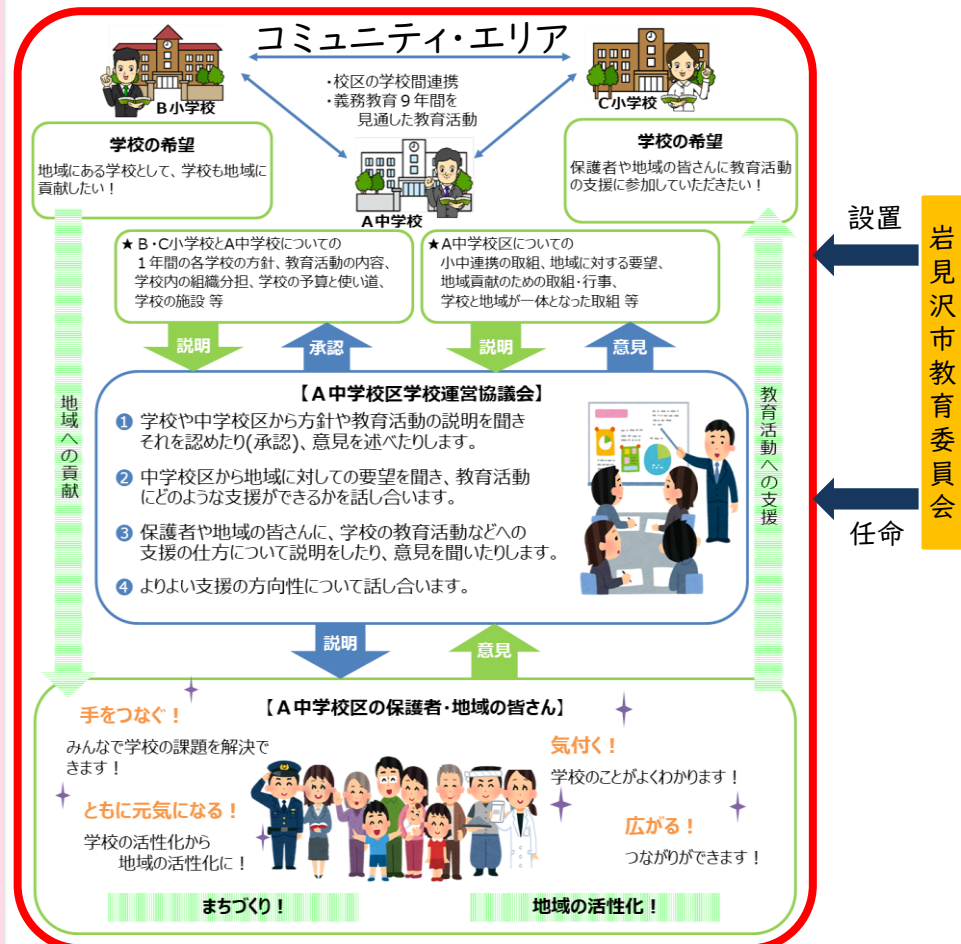 コミュニティ・エリア
B小学校
C小学校
・校区の学校間連携
・義務教育９年間を
見通した教育活動
A中学校
学校の希望
地域にある学校として、学校も地域に
貢献したい！
学校の希望
保護者や地域の皆さんに教育活動
の支援に参加していただきたい！
★Ｂ・Ｃ小学校とＡ中学校についての
１年間の各学校の方針、教育活動の内容、
学校内の組織分担、学校の予算と使い道、
学校の施設 等
★Ａ中学校区についての
小中連携の取組、地域に対する要望、
地域貢献のための取組・行事、
学校と地域が一体となった取組 等
説明
承認
説明
意見
地域への貢献
教育活動への支援
【Ａ中学校区学校運営協議会】
❶ 学校や中学校区から方針や教育活動の説明を聞き
それを認めたり(承認)、意見を述べたりします。
❷ 中学校区から地域に対しての要望を聞き、教育活動
にどのような支援ができるかを話し合います。
❸ 保護者や地域の皆さんに、学校の教育活動などへの
支援の仕方について説明をしたり、意見を聞いたりします。
❹ よりよい支援の方向性について話し合います。
説明
意見
【Ａ中学校区の保護者・地域の皆さん】
手をつなぐ！
みんなで学校の課題を解決で
きます！
ともに元気になる！
学校の活性化から
地域の活性化に！
気付く！
学校のことがよくわかります！
広がる！
つながりができます！
まちづくり！
地域の活性化！
設置
任命
岩見沢市教育委員会